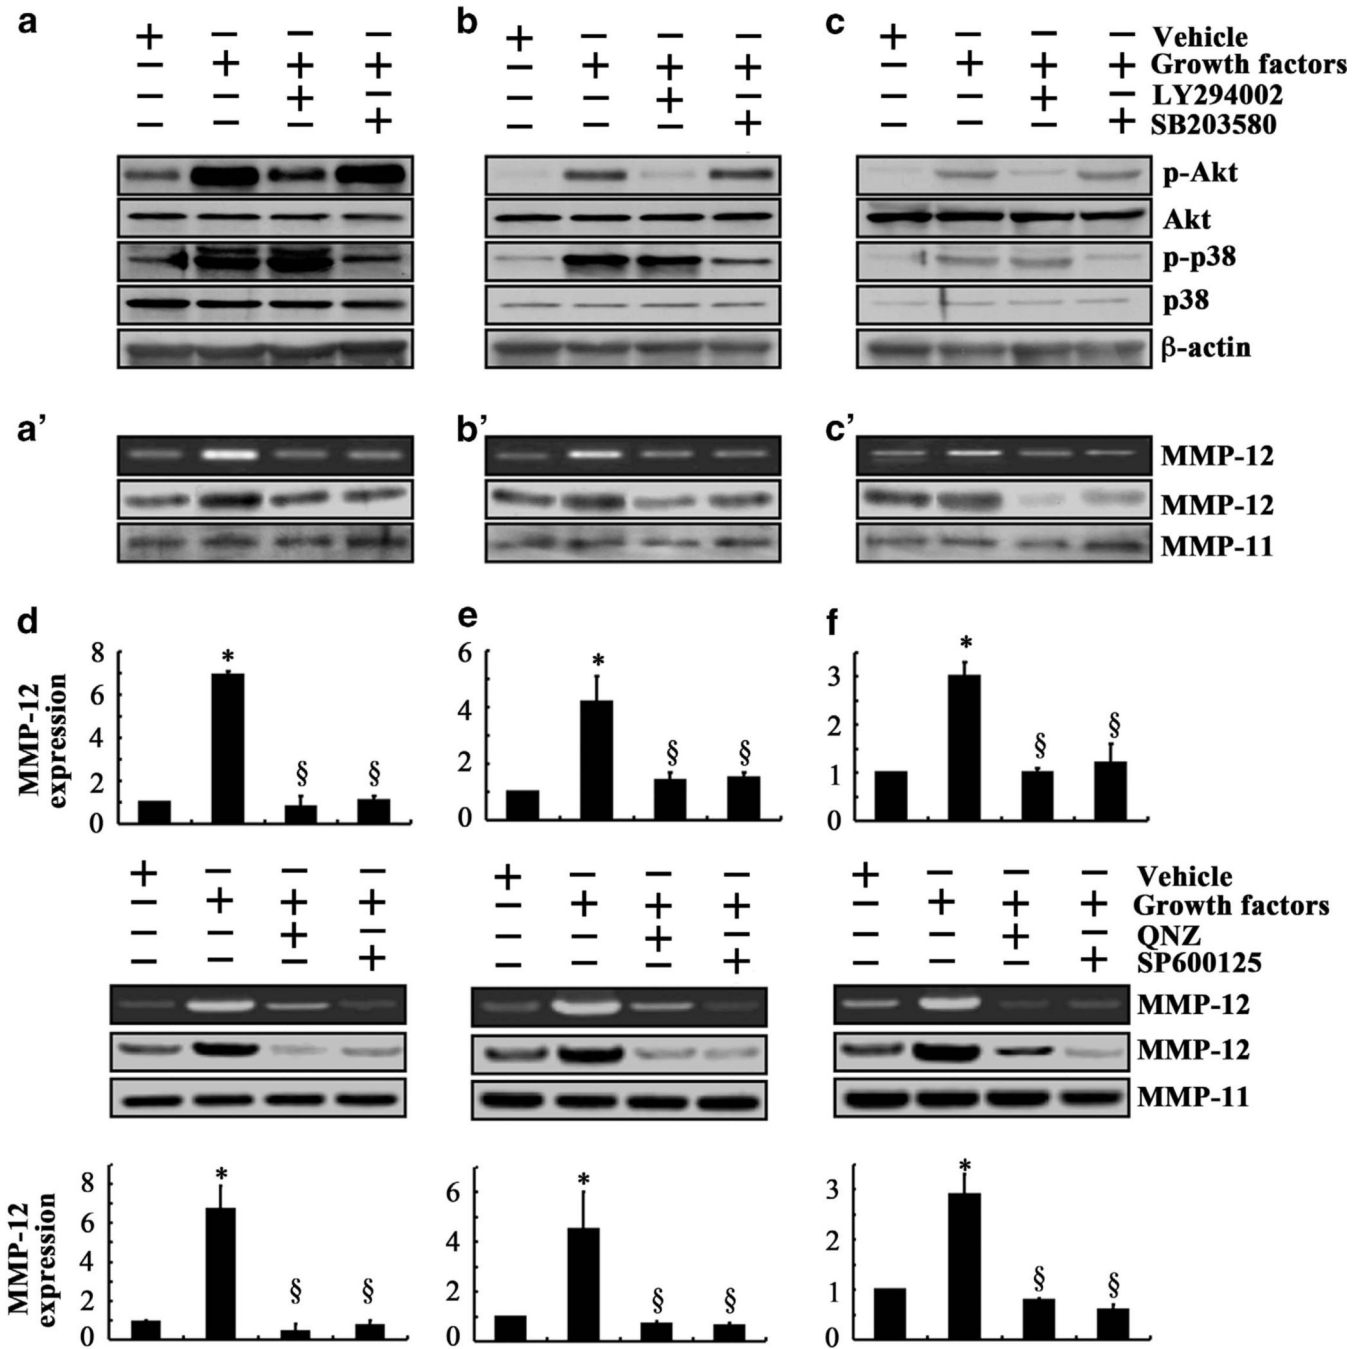 a b c
+ − − − + − − − + − − − Vehicle
− + + + − + + + − + + + Growth factors
− − + − − − + − − − + − LY294002
− − − + − − − + − − − + SB203580
p-Akt
Akt
p-p38
p38
β-actin
a’ b’ c’
MMP-12
MMP-12
MMP-11
d e f
MMP-12
expression
8
6
4
2
0
* § §
6
4
2
0
* § §
3
2
1
0
* § §
+ − − − + − − − + − − − Vehicle
− + + + − + + + − + + + Growth factors
− − + − − − + − − − + − QNZ
− − − + − − − + − − − + SP600125
MMP-12
MMP-12
MMP-11
MMP-12
expression
8
6
4
2
0
* § §
6
4
2
0
* § §
3
2
1
0
* § §